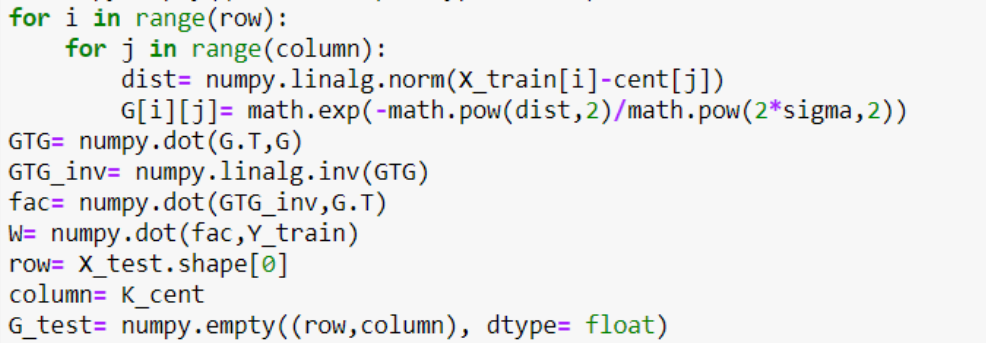 for i in range(row):
    for j in range(column):
        dist= numpy.linalg.norm(X_train[i]-cent[j])
        G[i][j]= math.exp(-math.pow(dist,2)/math.pow(2*sigma,2))
GTG= numpy.dot(G.T,G)
GTG_inv= numpy.linalg.inv(GTG)
fac= numpy.dot(GTG_inv,G.T)
W= numpy.dot(fac,Y_train)
row= X_test.shape[0]
column= K_cent
G_test= numpy.empty((row,column), dtype= float)